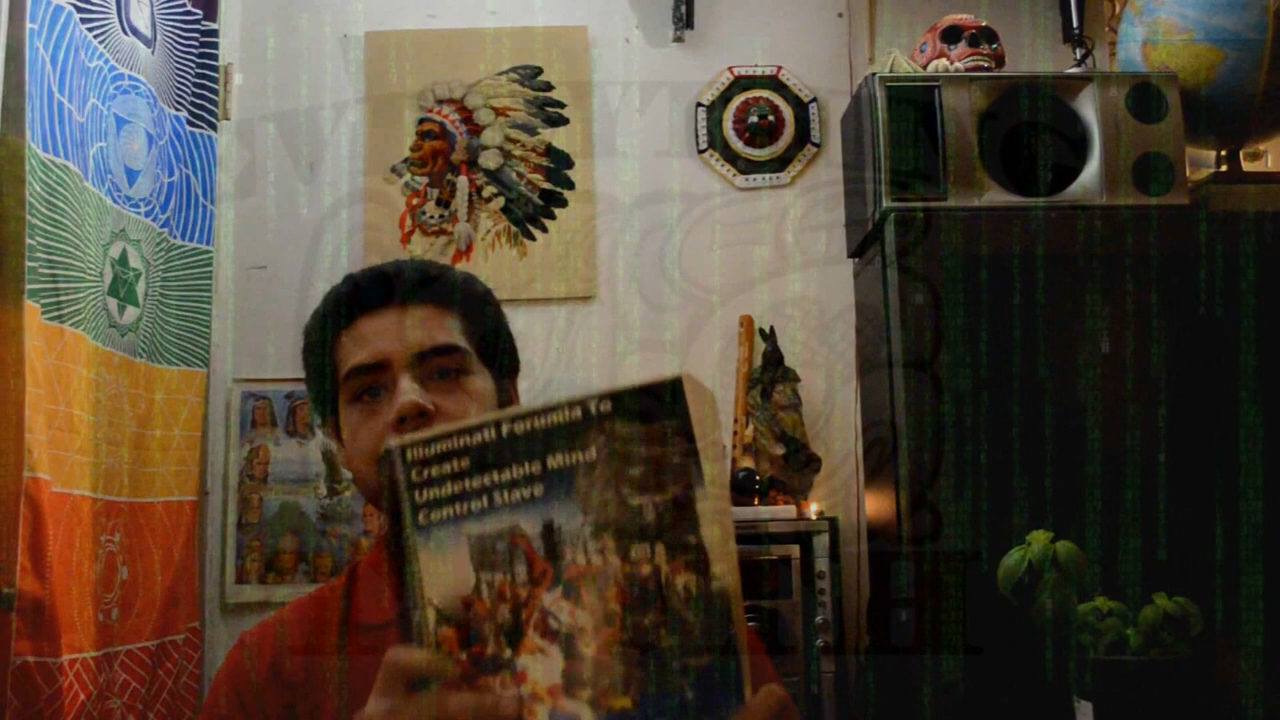 Illuminati Forumla To
Create
Undetectable Mind
Control Slave